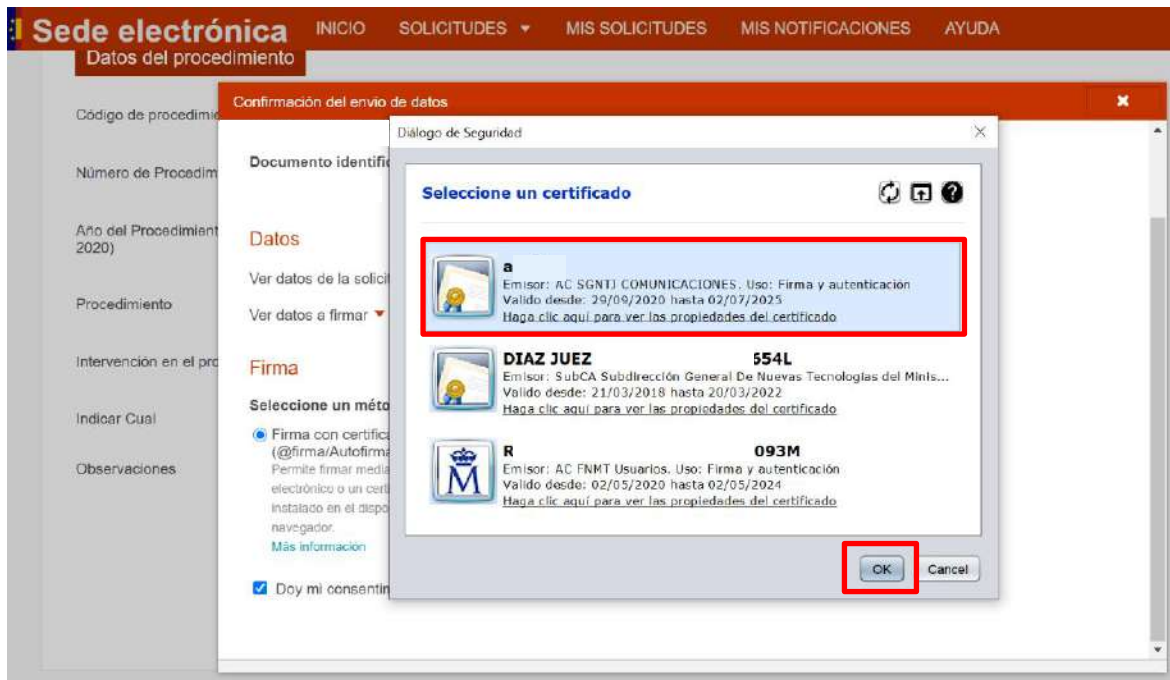 Sede electrónica
INICIO
SOLICITUDES
MIS SOLICITUDES
MIS NOTIFICACIONES
AYUDA
Datos del procedimiento
Código de procedimie
Número de Procedim
Año del Procedimient
2020)
Procedimiento
Intervención en el pro
Indicar Cual
Observaciones
Confirmación del envío de datos
Documento identific
Datos
Ver datos de la solicit
Ver datos a firmar
Firma
Seleccione un méto
Firma con certifica
(@firma/Autofirma
Permite firmar media
electrónico o un certi
instalado en el dispo
navegador.
Más información
Doy mi consentin
Diálogo de Seguridad
Seleccione un certificado
a
Emisor: AC SGNTJ COMUNICACIONES. Uso: Firma y autenticación
Valido desde: 29/09/2020 hasta 02/07/2025
Haga clic aquí para ver las propiedades del certificado
DIAZ JUEZ 654L
Emisor: SubCA Subdirección General De Nuevas Tecnologías del Minis...
Valido desde: 21/03/2018 hasta 20/03/2022
Haga clic aquí para ver las propiedades del certificado
R 093M
Emisor: AC FNMT Usuarios. Uso: Firma y autenticación
Valido desde: 02/05/2020 hasta 02/05/2024
Haga clic aquí para ver las propiedades del certificado
OK
Cancel